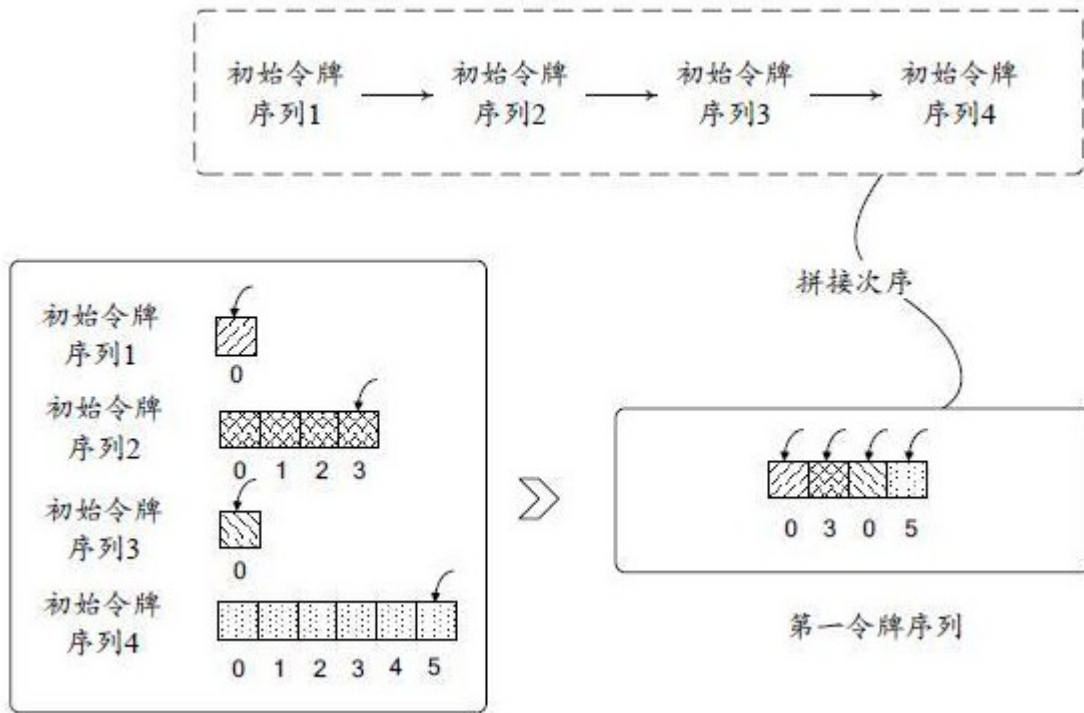 初始令牌 初始令牌 初始令牌 初始令牌
序列1 序列2 序列3 序列4
拼接次序
初始令牌
序列1
0
初始令牌
序列2
0 1 2 3
初始令牌
序列3
0
初始令牌
序列4
0 1 2 3 4 5
0 3 0 5
第一令牌序列